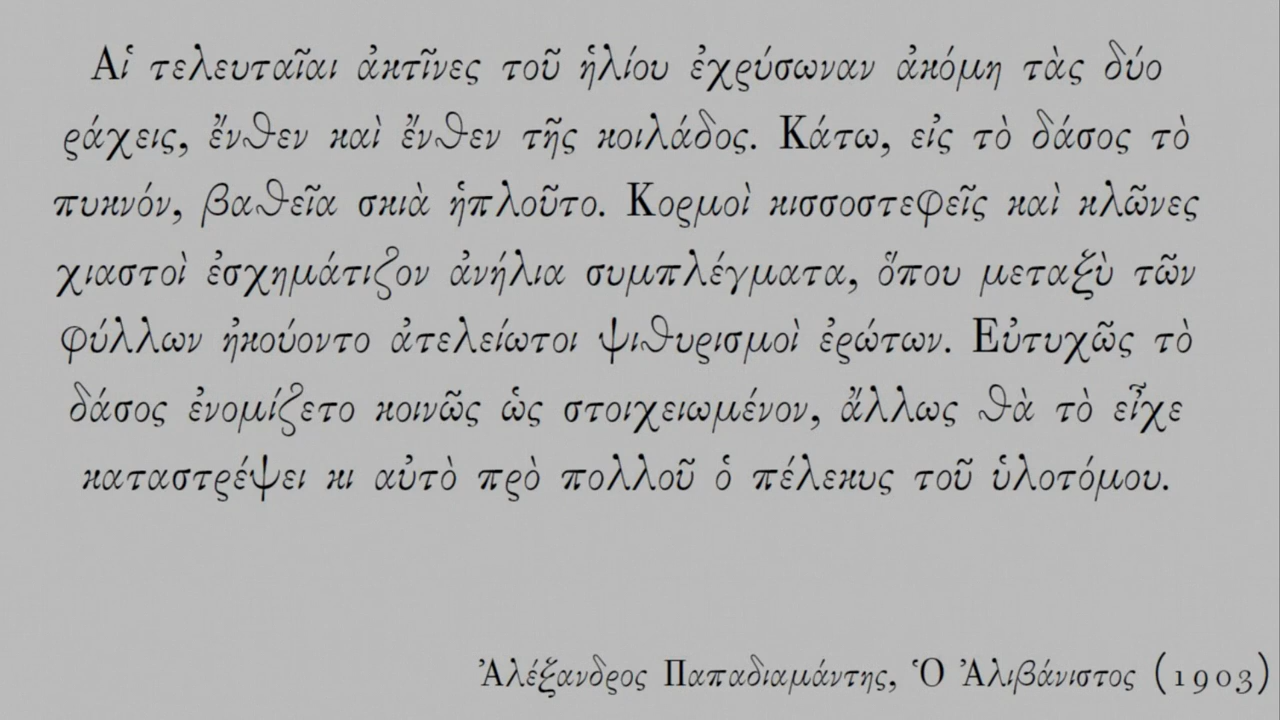 Αἱ τελευταῖαι ἀκτῖνες τοῦ ἡλίου ἐχρύσωναν ἀκόμη τὰς δύο
ράχεις, ἔνθεν καὶ ἔνθεν τῆς κοιλάδος. Κάτω, εἰς τὸ δάσος τὸ
πυκνόν, βαθεῖα σκιὰ ἡπλοῦτο. Κορμοὶ κισσοστεφεῖς καὶ κλῶνες
χιαστοὶ ἐσχημάτιζον ἀνήλια συμπλέγματα, ὅπου μεταξὺ τῶν
φύλλων ἠκούοντο ἀτελείωτοι ψιθυρισμοὶ ἐρώτων. Εὐτυχῶς τὸ
δάσος ἐνομίζετο κοινῶς ὡς στοιχειωμένον, ἄλλως θὰ τὸ εἶχε
καταστρέψει κι αὐτὸ πρὸ πολλοῦ ὁ πέλεκυς τοῦ ὑλοτόμου.
Ἀλέξανδρος Παπαδιαμάντης, Ὁ Ἀλιβάνιστος (1903)